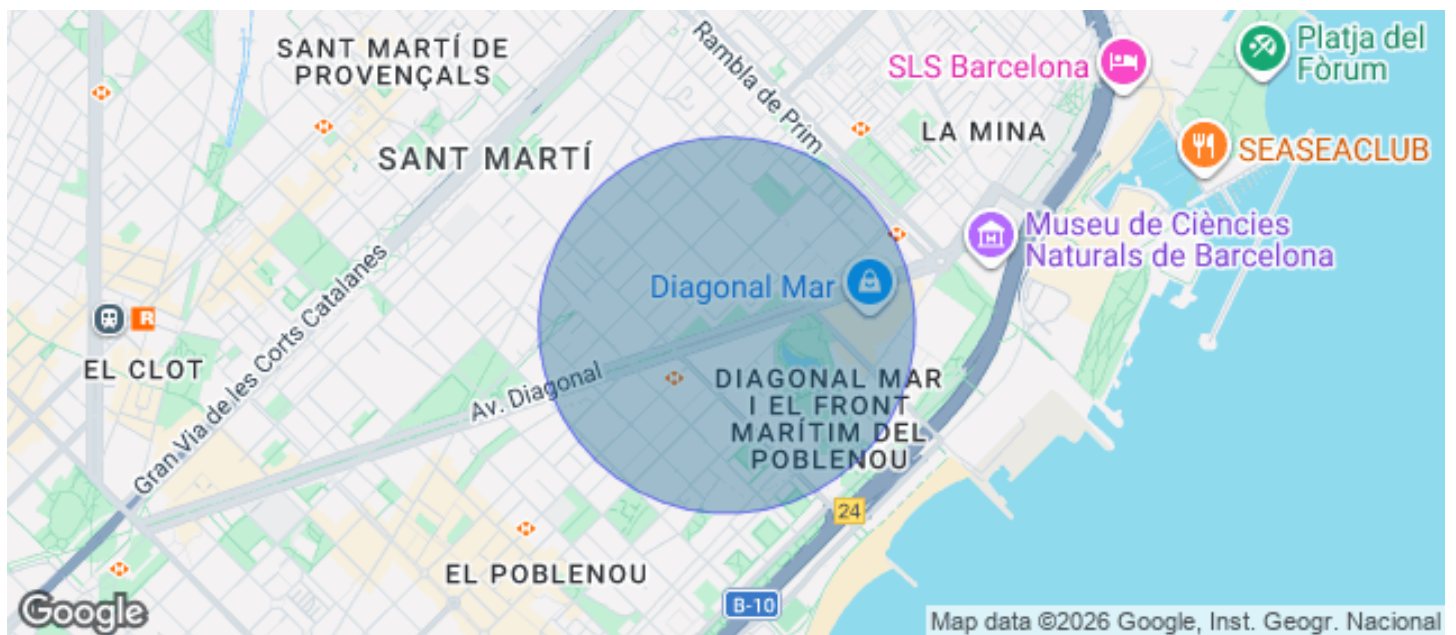 SANT MARTÍ DE
PROVENÇALS
Rambla de Prim
SLS Barcelona
Platja del
Fòrum
SANT MARTÍ
LA MINA
SEASEACLUB
Museu de Ciències
Naturals de Barcelona
Diagonal Mar
Gran Via de les Corts Catalanes
R
EL CLOT
Av. Diagonal
DIAGONAL MAR
I EL FRONT
MARÍTIM DEL
POBLENOU
24
EL POBLENOU
B-10
Google
Map data ©2026 Google, Inst. Geogr. Nacional